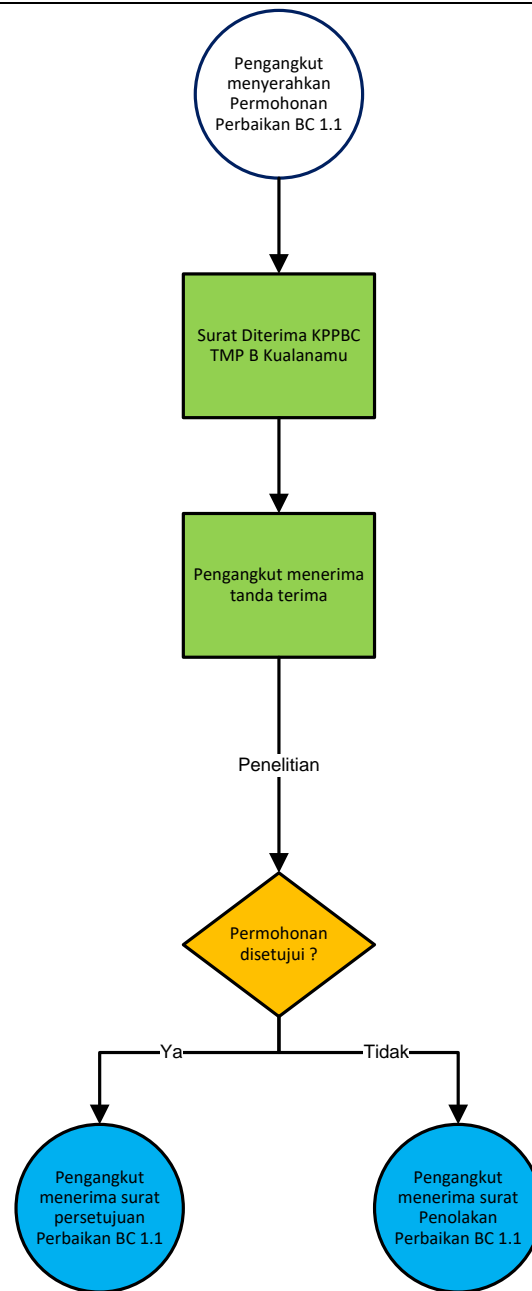 Pengangkut
menyerahkan
Permohonan
Perbaikan BC 1.1
Surat Diterima KPPBC
TMP B Kualanamu
Pengangkut menerima
tanda terima
Penelitian
Permohonan
disetujui ?
Ya
Tidak
Pengangkut
menerima surat
persetujuan
Perbaikan BC 1.1
Pengangkut
menerima surat
Penolakan
Perbaikan BC 1.1